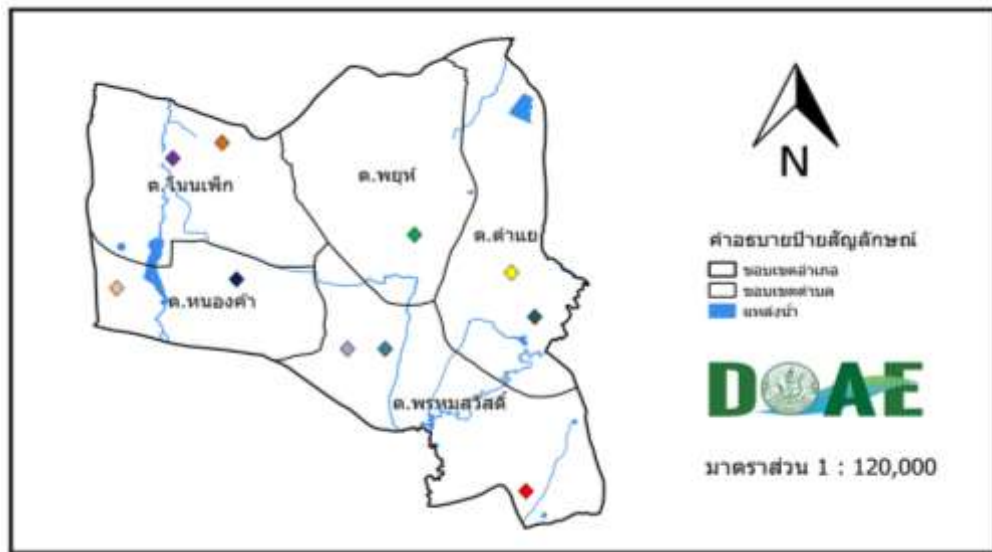 N
ต.โนนเพ็ก
ต.พยุห์
ต.ตำแย
ต.หนองค้า
ต.พรหมสวัสดิ์
คำอธบายป้ายสัญลักษณ์
ขอบเขตอำเภอ
ขอบเขตตำบล
แหล่งน้ำ
DOAE
มาตราส่วน 1 : 120,000